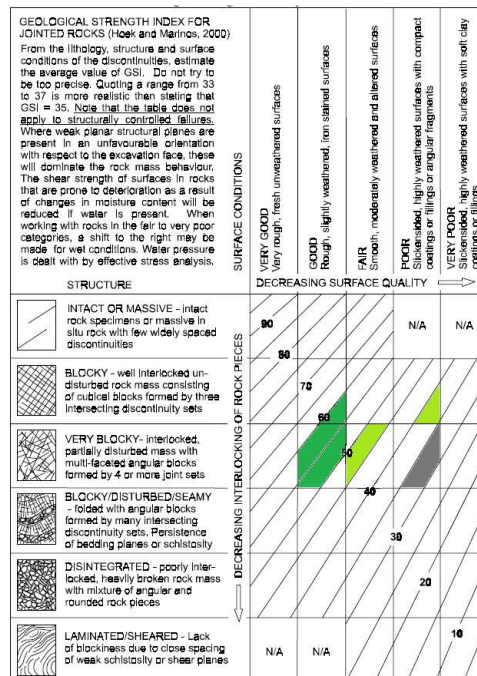 GEOLOGICAL STRENGTH INDEX FOR
JOINTED ROCKS (Hoek and Marinos, 2000)
From the lithology, structure and surface
conditions of the discontinuities, estimate
the average value of GSI. Do not try to
be too precise. Quoting a range from 33
to 37 is more realistic than stating that
GSI = 35. Note that the table does not
apply to structurally controlled failures.
Where weak planar structural planes are
present in an unfavourable orientation
with respect to the excavation face, these
will dominate the rock mass behaviour.
The shear strength of surfaces in rocks
that are prone to deterioration as a result
of changes in moisture content will be
reduced if water is present. When
working with rocks in the fair to very poor
categories, a shift to the right may be
made for wet conditions. Water pressure
is dealt with by effective stress analysis.
STRUCTURE
SURFACE CONDITIONS
VERY GOOD
Very rough, fresh unweathered surfaces
GOOD
Rough, slightly weathered, iron stained surfaces
FAIR
Smooth, moderately weathered and altered surfaces
POOR
Slickensided, highly weathered surfaces with compact
coatings or fillings or angular fragments
VERY POOR
Slickensided, highly weathered surfaces with soft clay
coatings or fillings
DECREASING SURFACE QUALITY
DECREASING INTERLOCKING OF ROCK PIECES
INTACT OR MASSIVE - intact
rock specimens or massive in
situ rock with few widely spaced
discontinuities
BLOCKY - well interlocked un-
disturbed rock mass consisting
of cubical blocks formed by three
intersecting discontinuity sets
VERY BLOCKY- interlocked,
partially disturbed mass with
multi-faceted angular blocks
formed by 4 or more joint sets
BLOCKY/DISTURBED/SEAMY
- folded with angular blocks
formed by many intersecting
discontinuity sets. Persistence
of bedding planes or schistosity
DISINTEGRATED - poorly inter-
locked, heavily broken rock mass
with mixture of angular and
rounded rock pieces
LAMINATED/SHEARED - Lack
of blockiness due to close spacing
of weak schistosity or shear planes
90
N/A
N/A
80
70
60
50
40
30
20
10
N/A
N/A